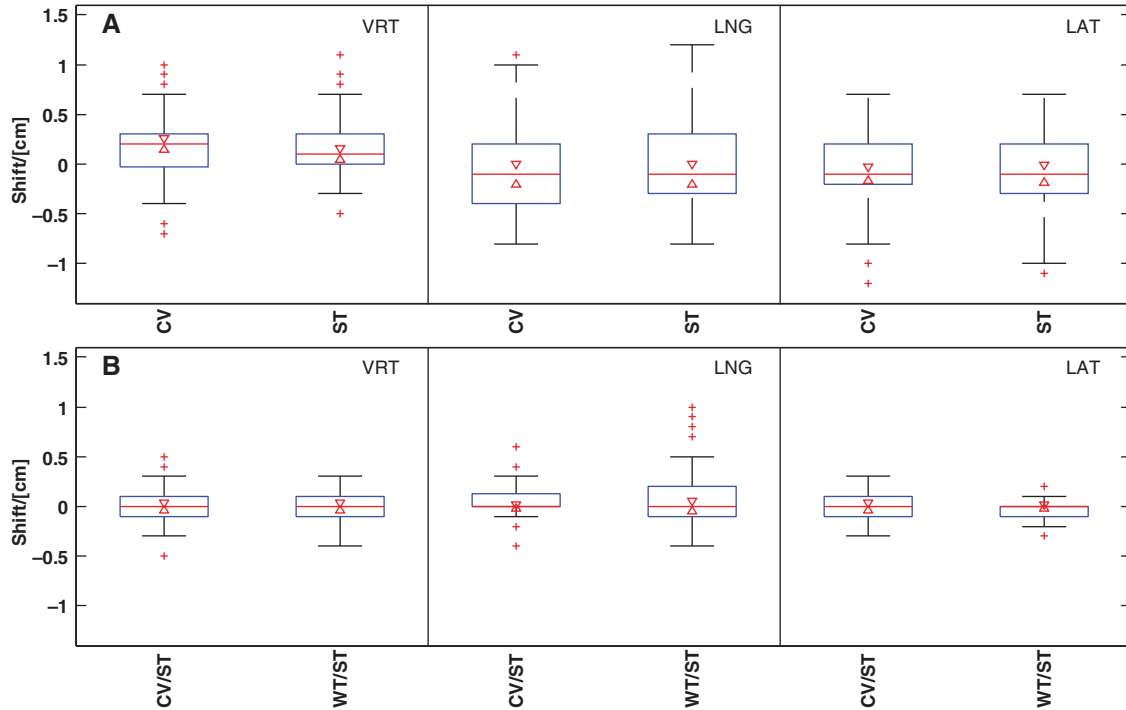 A VRT LNG LAT
1.5
1
0.5
0
−0.5
−1
Shift/[cm]
CV ST CV ST CV ST
B VRT LNG LAT
1.5
1
0.5
0
−0.5
−1
Shift/[cm]
CV/ST WT/ST CV/ST WT/ST CV/ST WT/ST